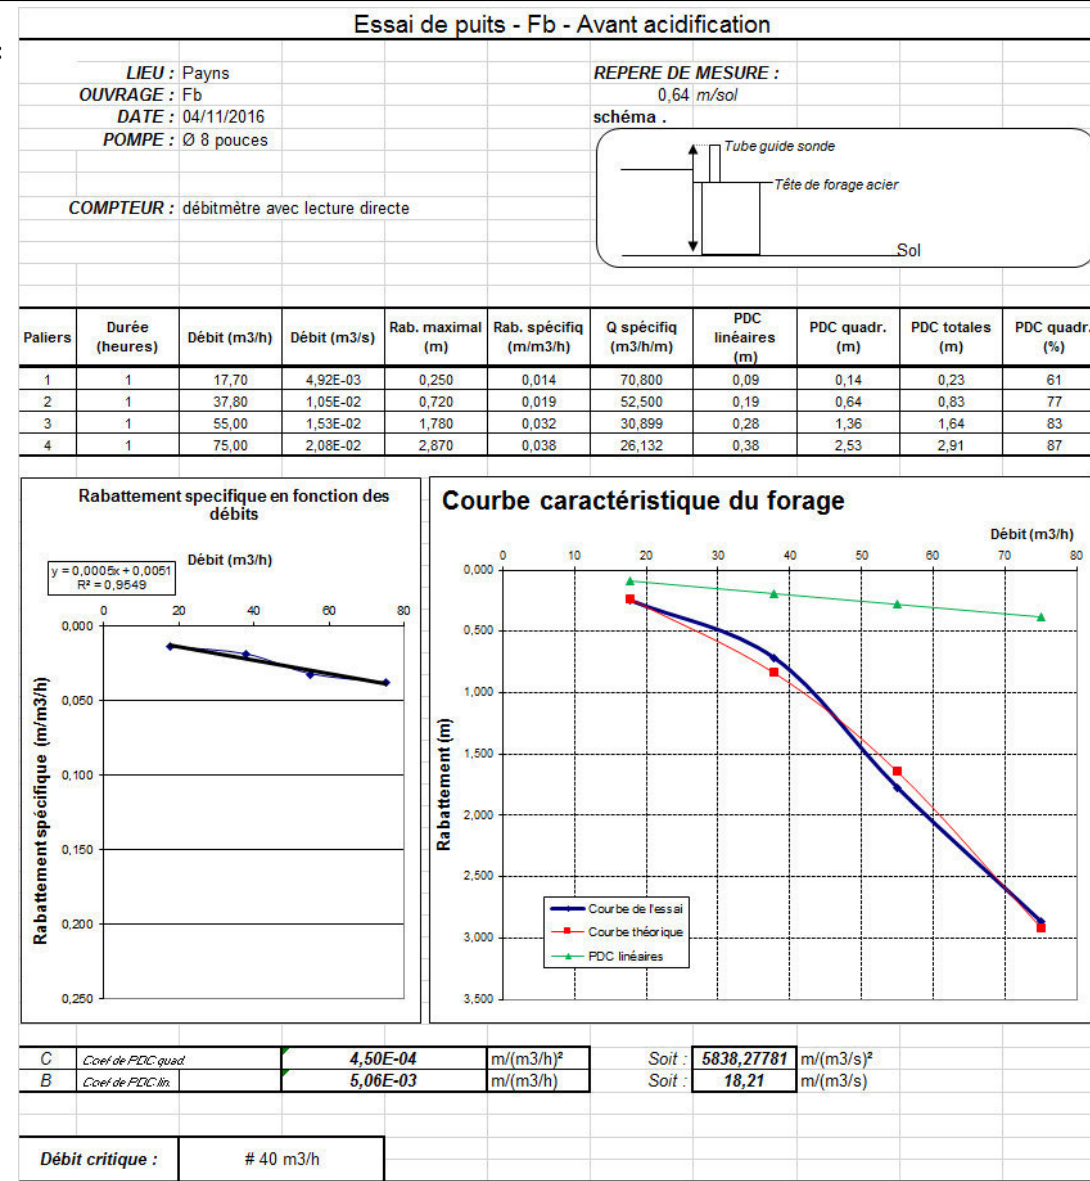 Essai de puits - Fb - Avant acidification
:
LIEU : Payns
REPERE DE MESURE :
OUVRAGE : Fb
0,64 m/sol
DATE : 04/11/2016
schéma .
POMPE : Ø 8 pouces
Tube guide sonde
Tête de forage acier
COMPTEUR : débitmètre avec lecture directe
Sol
Paliers Durée (heures) Débit (m3/h) Débit (m3/s) Rab. maximal (m) Rab. spécifiq (m/m3/h) Q spécifiq (m3/h/m) PDC linéaires (m) PDC quadr. (m) PDC totales (m) PDC quadr. (%)
1 1 17,70 4,92E-03 0,250 0,014 70,800 0,09 0,14 0,23 61
2 1 37,80 1,05E-02 0,720 0,019 52,500 0,19 0,64 0,83 77
3 1 55,00 1,53E-02 1,780 0,032 30,899 0,28 1,36 1,64 83
4 1 75,00 2,08E-02 2,870 0,038 26,132 0,38 2,53 2,91 87
Rabattement specifique en fonction des
débits
Débit (m3/h)
y = 0,0005x + 0,0051
R² = 0,9549
0 20 40 60 80
0,000
0,050
0,100
0,150
0,200
0,250
Rabattement spécifique (m/m3/h)
Courbe caractéristique du forage
Débit (m3/h)
0 10 20 30 40 50 60 70 80
0,000
0,500
1,000
1,500
2,000
2,500
3,000
3,500
Rabattement (m)
Courbe de l'essai
Courbe théorique
PDC linéaires
C Coef de PDC quad. 4,50E-04 m/(m3/h)² Soit : 5838,27781 m/(m3/s)²
B Coef de PDC lin. 5,06E-03 m/(m3/h) Soit : 18,21 m/(m3/s)
Débit critique : # 40 m3/h